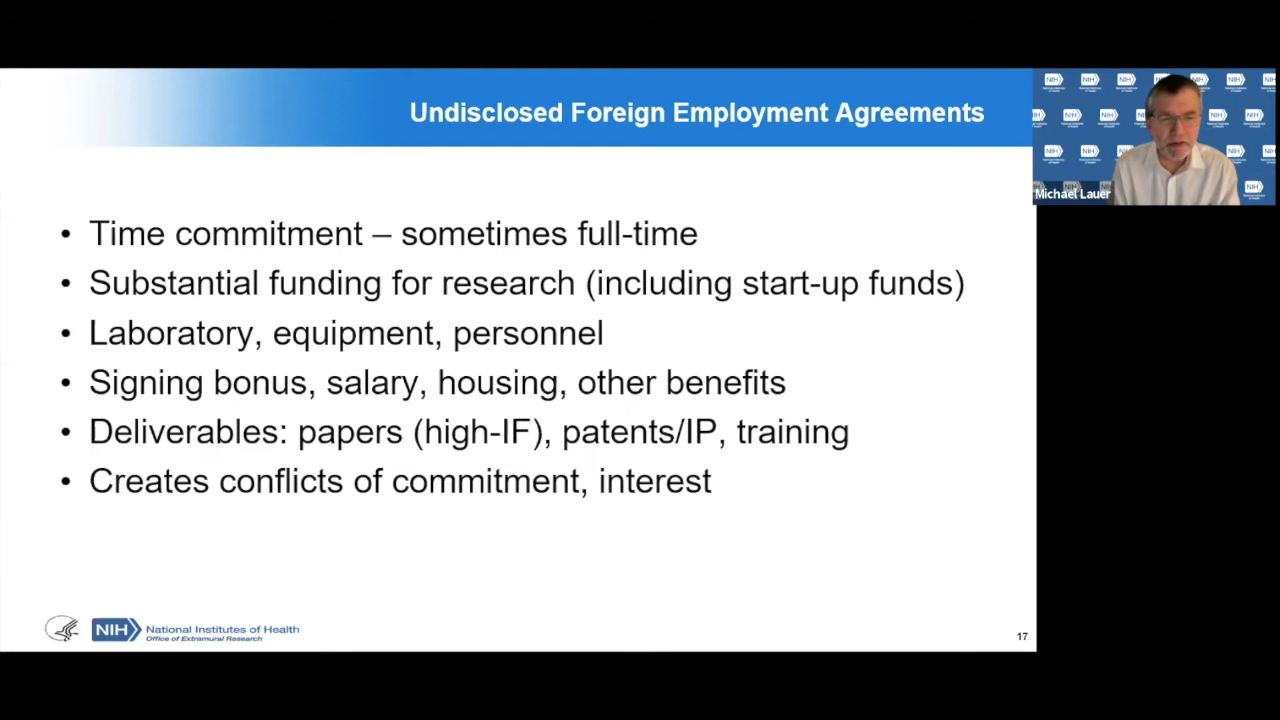 Undisclosed Foreign Employment Agreements
• Time commitment – sometimes full-time
• Substantial funding for research (including start-up funds)
• Laboratory, equipment, personnel
• Signing bonus, salary, housing, other benefits
• Deliverables: papers (high-IF), patents/IP, training
• Creates conflicts of commitment, interest
NIH National Institutes of Health
Office of Extramural Research
17
Michael Lauer
NIH